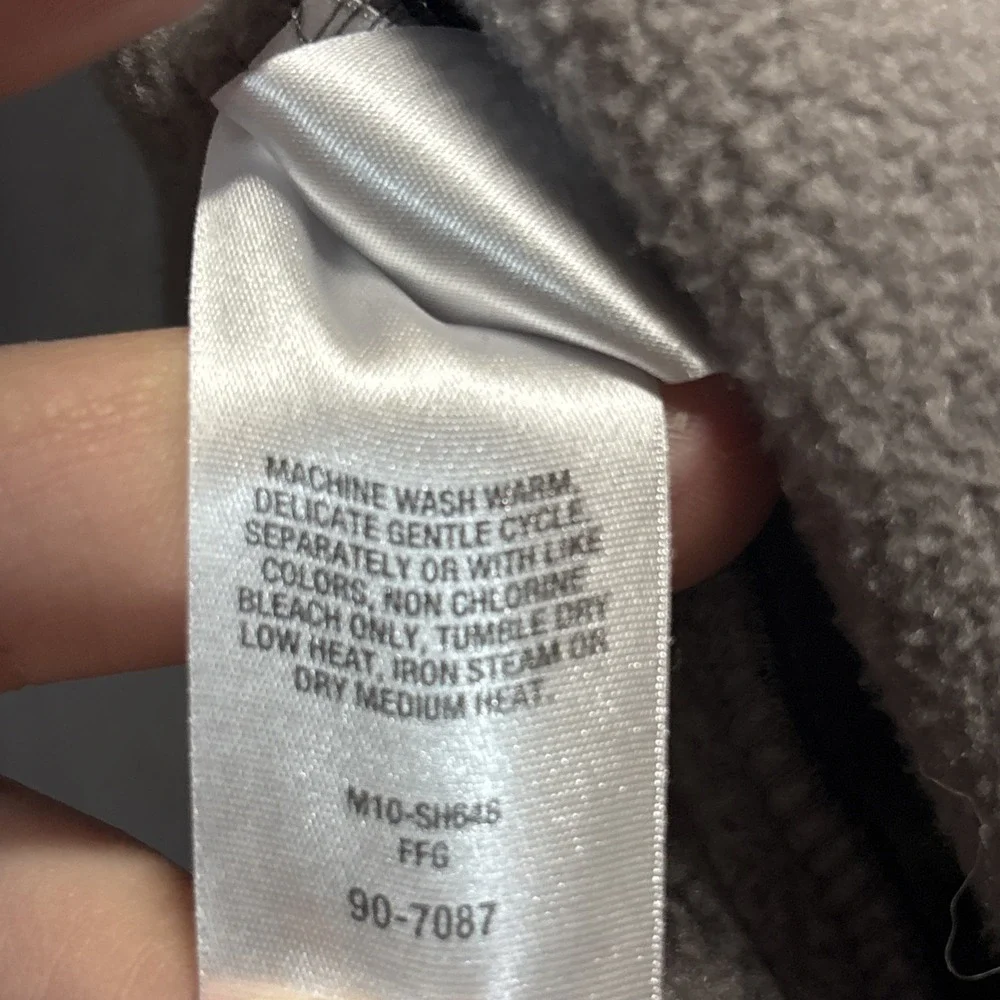 MACHINE WASH WARM,
DELICATE GENTLE CYCLE,
SEPARATELY OR WITH LIKE
COLORS, NON CHLORINE
BLEACH ONLY, TUMBLE DRY
LOW HEAT, IRON STEAM OR
DRY MEDIUM HEAT.
M10-SH646
FFG
90-7087